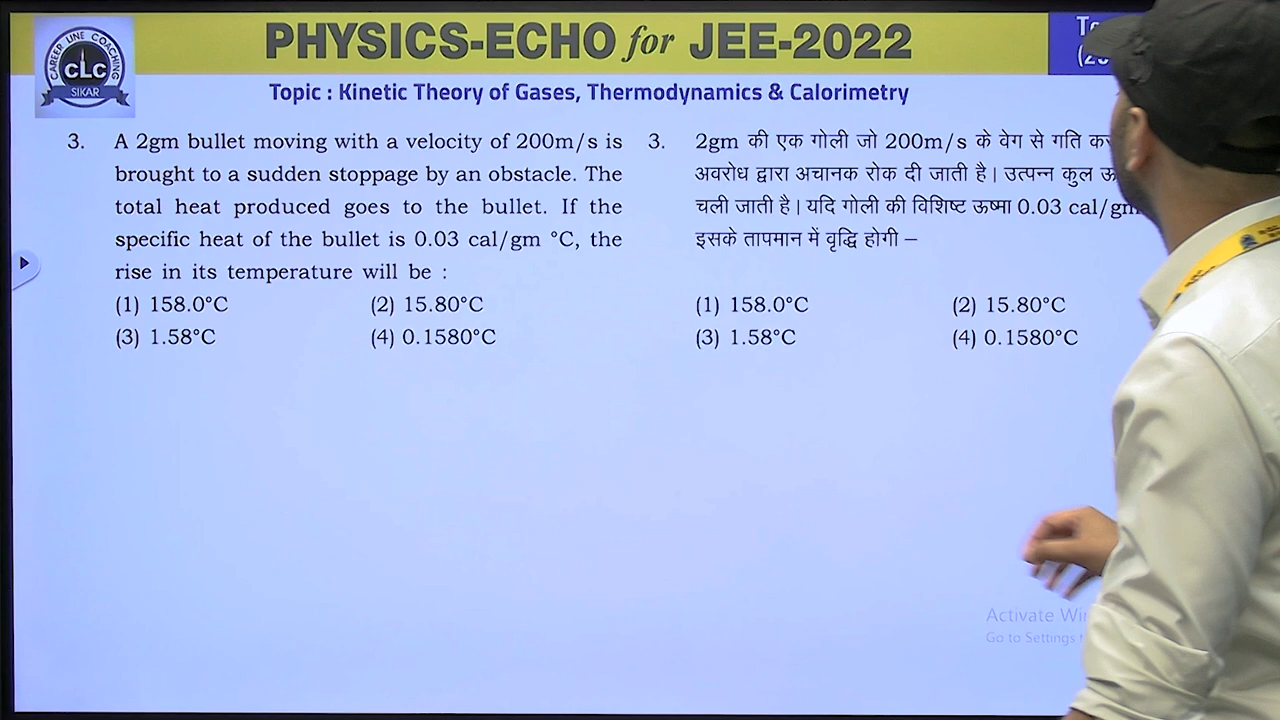 CAREER LINE COACHING
CLC
SIKAR
PHYSICS-ECHO for JEE-2022
Topic : Kinetic Theory of Gases, Thermodynamics & Calorimetry
3. A 2gm bullet moving with a velocity of 200m/s is
brought to a sudden stoppage by an obstacle. The
total heat produced goes to the bullet. If the
specific heat of the bullet is 0.03 cal/gm °C, the
rise in its temperature will be :
(1) 158.0°C (2) 15.80°C
(3) 1.58°C (4) 0.1580°C
3. 2gm की एक गोली जो 200m/s के वेग से गति
अवरोध द्वारा अचानक रोक दी जाती है। उत्पन्न कुल
चली जाती है। यदि गोली की विशिष्ट ऊष्मा 0.03 cal/gm
इसके तापमान में वृद्धि होगी –
(1) 158.0°C (2) 15.80°C
(3) 1.58°C (4) 0.1580°C
Activate
Go to Settings